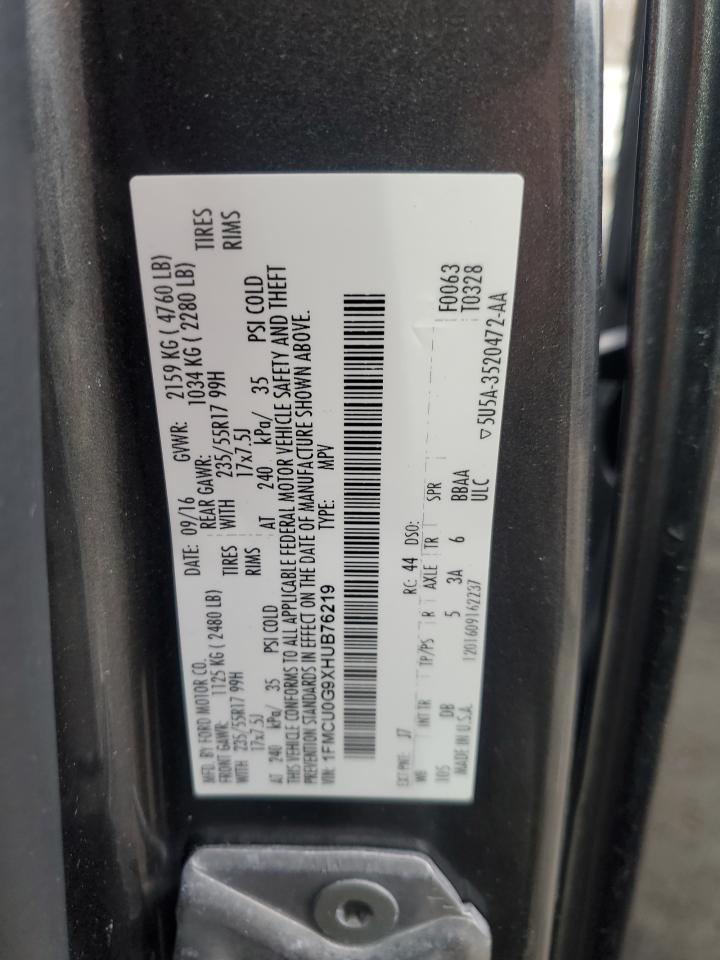 MFD. BY FORD MOTOR CO.
DATE: 09/16 GVWR: 2159 KG ( 4760 LB)
FRONT GAWR: 1125 KG ( 2480 LB) REAR GAWR: 1034 KG ( 2280 LB)
WITH 235/55R17 99H TIRES WITH 235/55R17 99H TIRES
17x7.5J RIMS 17x7.5J RIMS
AT 240 kPa/ 35 PSI COLD AT 240 kPa/ 35 PSI COLD
THIS VEHICLE CONFORMS TO ALL APPLICABLE FEDERAL MOTOR VEHICLE SAFETY AND THEFT
PREVENTION STANDARDS IN EFFECT ON THE DATE OF MANUFACTURE SHOWN ABOVE.
VIN: 1FMCU0G9XHUB76219 TYPE: MPV
EXT PNT: J7 RC: 44 DSO: F0063
WB INT TR TP/PS R AXLE TR SPR T0328
105 DB 5 3A 6 BBAA
MADE IN U.S.A. 1201609162237 ULC
▽5U5A-3520472-AA